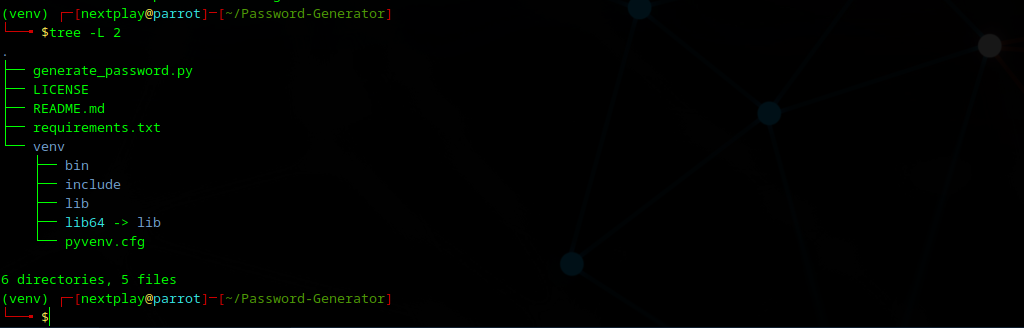 (venv) ┌─[nextplay@parrot]─[~/Password-Generator]
└──╼ $tree -L 2
.
├── generate_password.py
├── LICENSE
├── README.md
├── requirements.txt
└── venv
    ├── bin
    ├── include
    ├── lib
    ├── lib64 -> lib
    └── pyvenv.cfg

6 directories, 5 files
(venv) ┌─[nextplay@parrot]─[~/Password-Generator]
└──╼ $